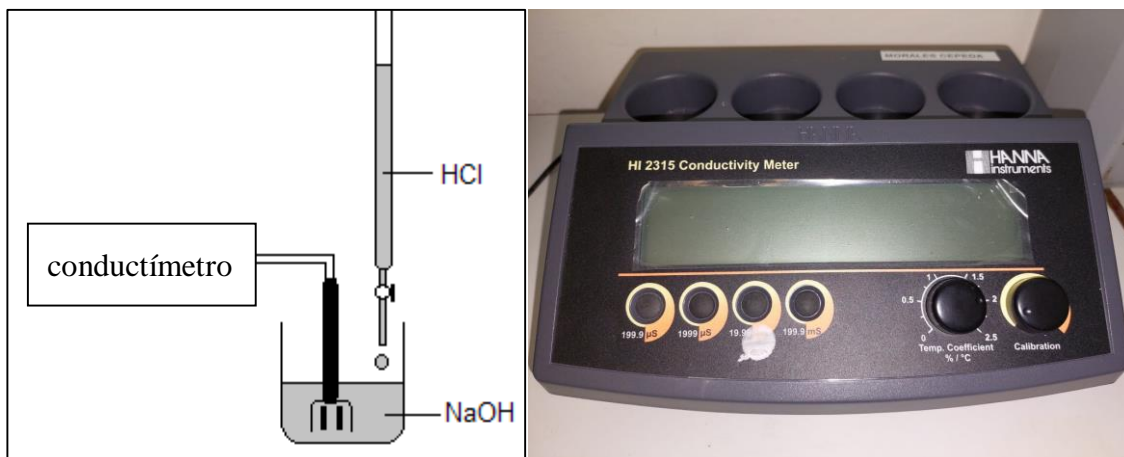 HCl
conductímetro
NaOH
MORALES CEPEDA
HANNA
HI 2315 Conductivity Meter
HANNA
instruments
199.9 µS
1999 µS
199.9 mS
0
0.5
1
1.5
2
2.5
Temp. Coefficient
% / °C
Calibration